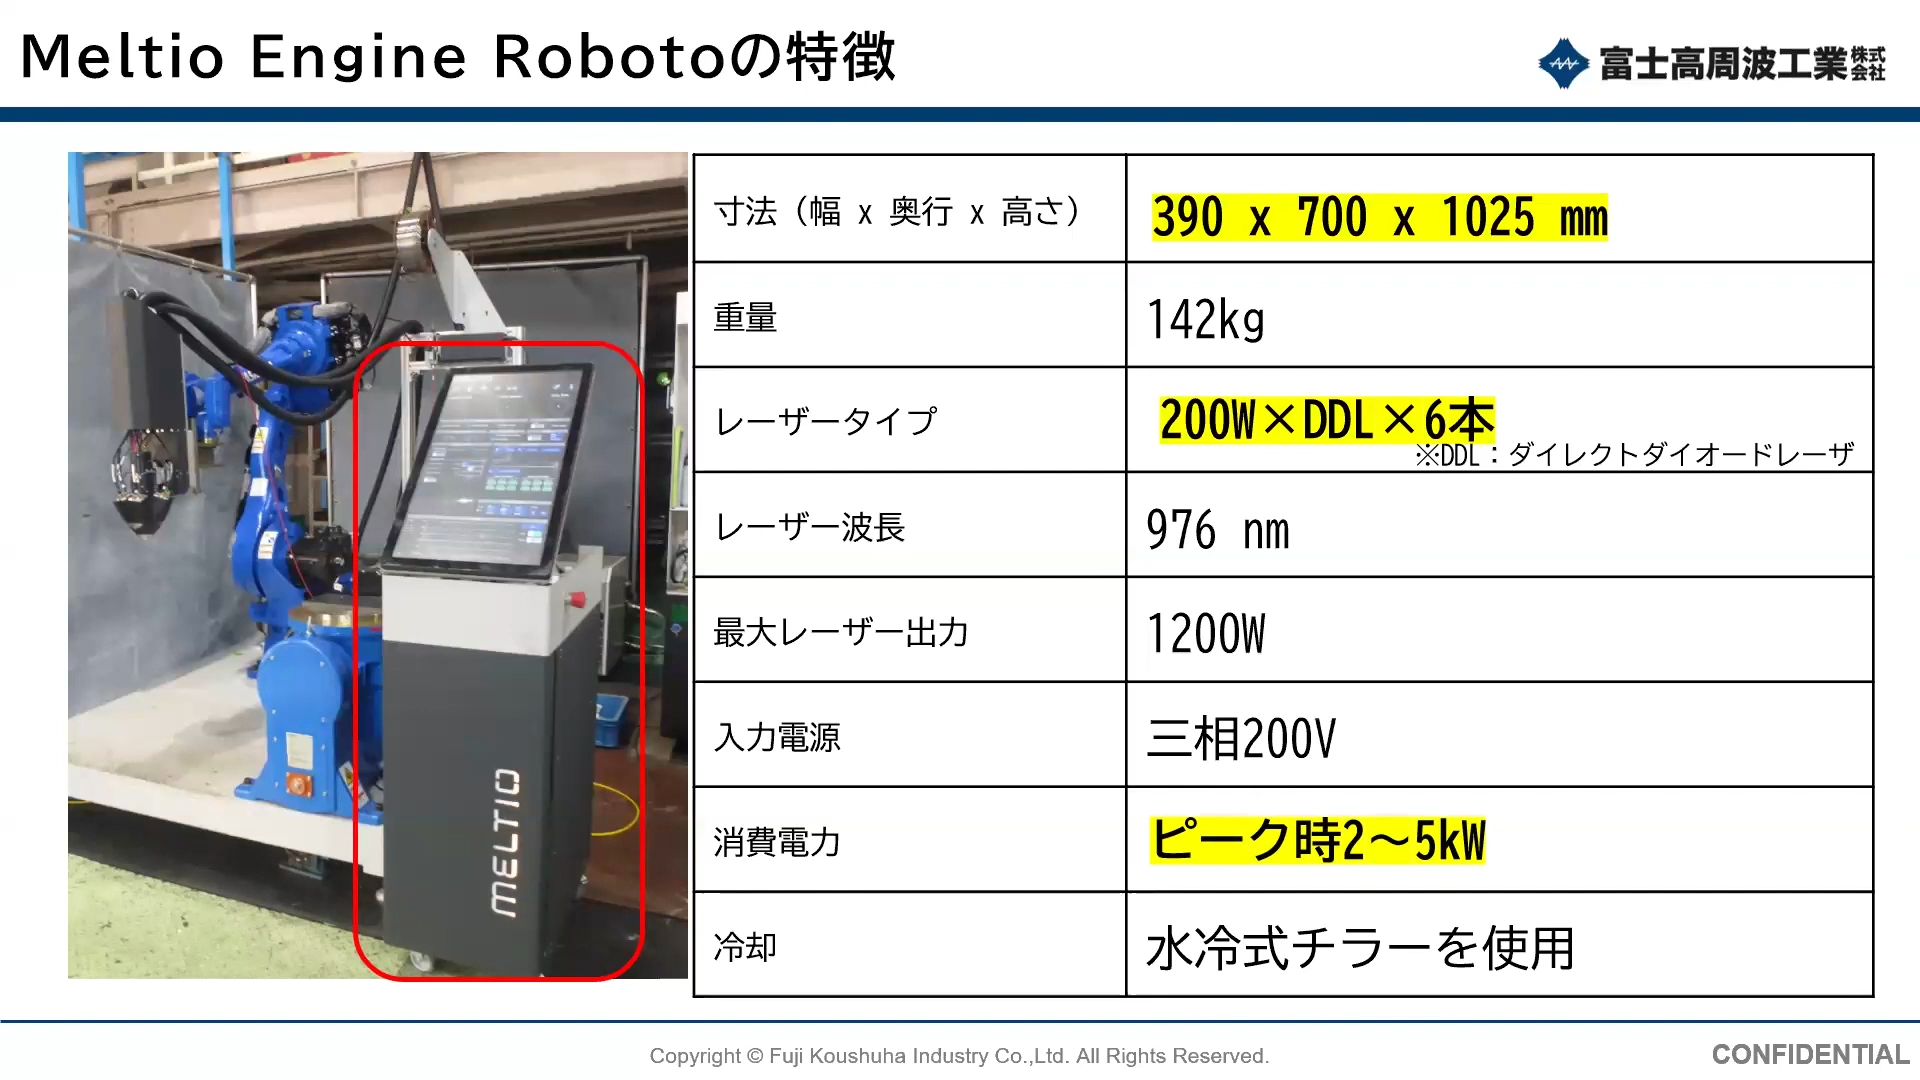 Meltio Engine Robotoの特徴
富士高周波工業株式会社
寸法（幅 x 奥行 x 高さ）
390 x 700 x 1025 mm
重量
142kg
レーザータイプ
200W×DDL×6本
※DDL：ダイレクトダイオードレーザ
レーザー波長
976 nm
最大レーザー出力
1200W
入力電源
三相200V
消費電力
ピーク時2～5kW
冷却
水冷式チラーを使用
MELTIO
Copyright © Fuji Koushuha Industry Co.,Ltd. All Rights Reserved.
CONFIDENTIAL